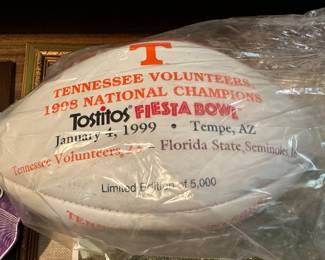 T
TENNESSEE VOLUNTEERS
1998 NATIONAL CHAMPIONS
Tostitos FIESTA BOWL
January 4, 1999 • Tempe, AZ
Tennessee Volunteers, • Florida State Seminoles,
Limited Edition of 5,000
TENNESSEE